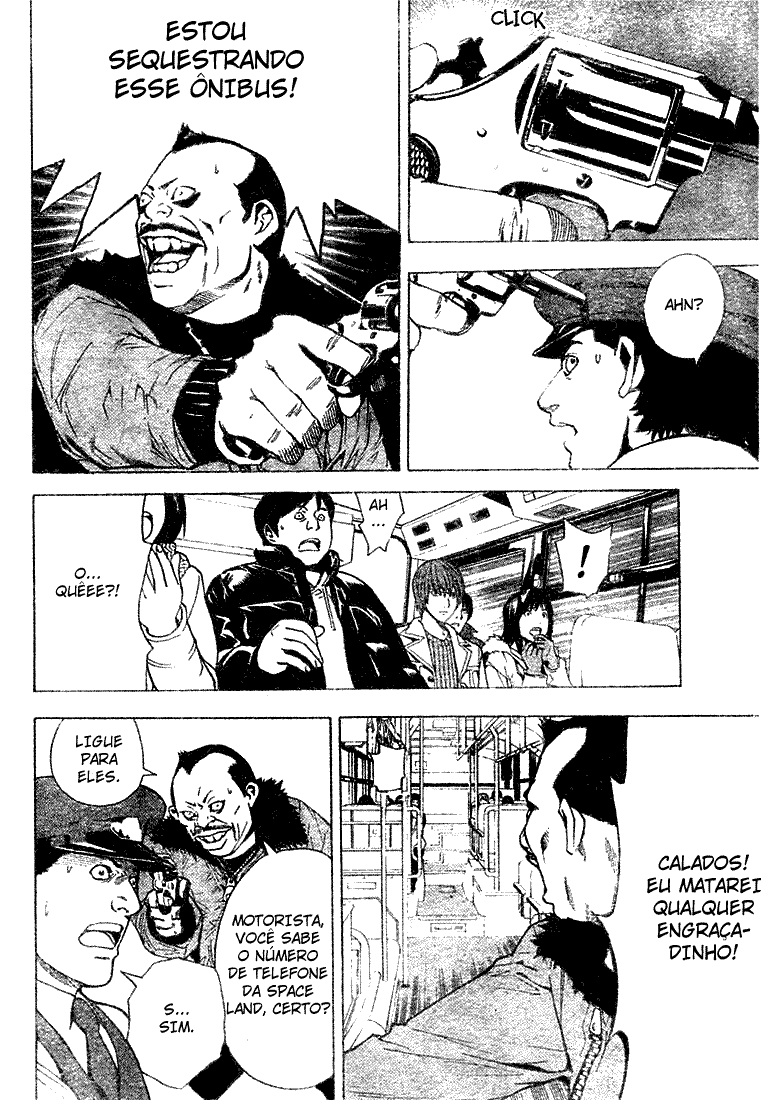 CLICK
AHN?
ESTOU
SEQUESTRANDO
ESSE ÔNIBUS!
!
AH
...
O...
QUÊEE?!
CALADOS!
EU MATAREI
QUALQUER
ENGRAÇA-
DINHO!
MOTORISTA,
VOCÊ SABE
O NÚMERO
DE TELEFONE
DA SPACE
LAND, CERTO?
S...
SIM.
LIGUE
PARA
ELES.